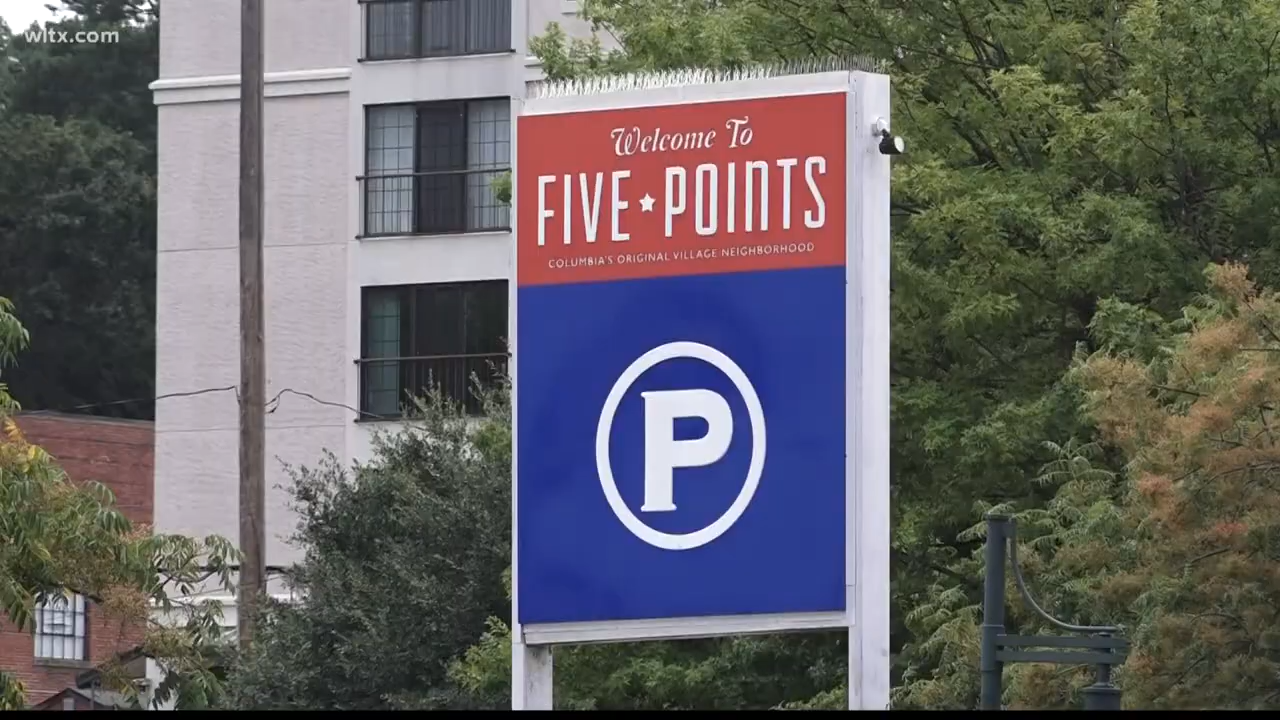 wltx.com
Welcome To
FIVE POINTS
COLUMBIA'S ORIGINAL VILLAGE NEIGHBORHOOD
P